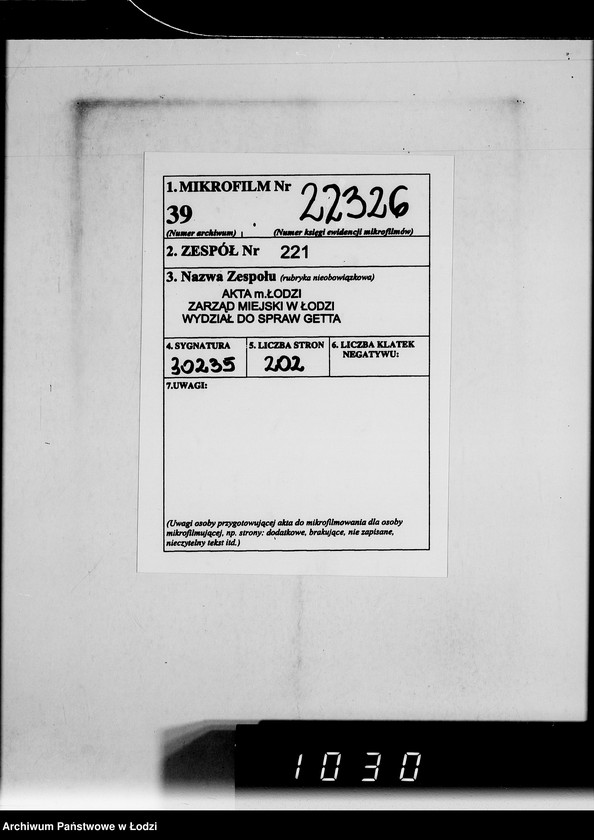 1. MIKROFILM Nr 22326
39
(Numer archiwum) (Numer księgi ewidencji mikrofilmów)
2. ZESPÓŁ Nr 221
3. Nazwa Zespołu (rubryka nieobowiązkowa)
AKTA m.ŁODZI
ZARZĄD MIEJSKI W ŁODZI
WYDZIAŁ DO SPRAW GETTA
4. SYGNATURA 5. LICZBA STRON 6. LICZBA KLATEK
NEGATYWU:
30235 202
7.UWAGI:
(Uwagi osoby przygotowującej akta do mikrofilmowania dla osoby
mikrofilmującej, np. strony: dodatkowe, brakujące, nie zapisane,
nieczytelny tekst itd.)
1030
Archiwum Państwowe w Łodzi